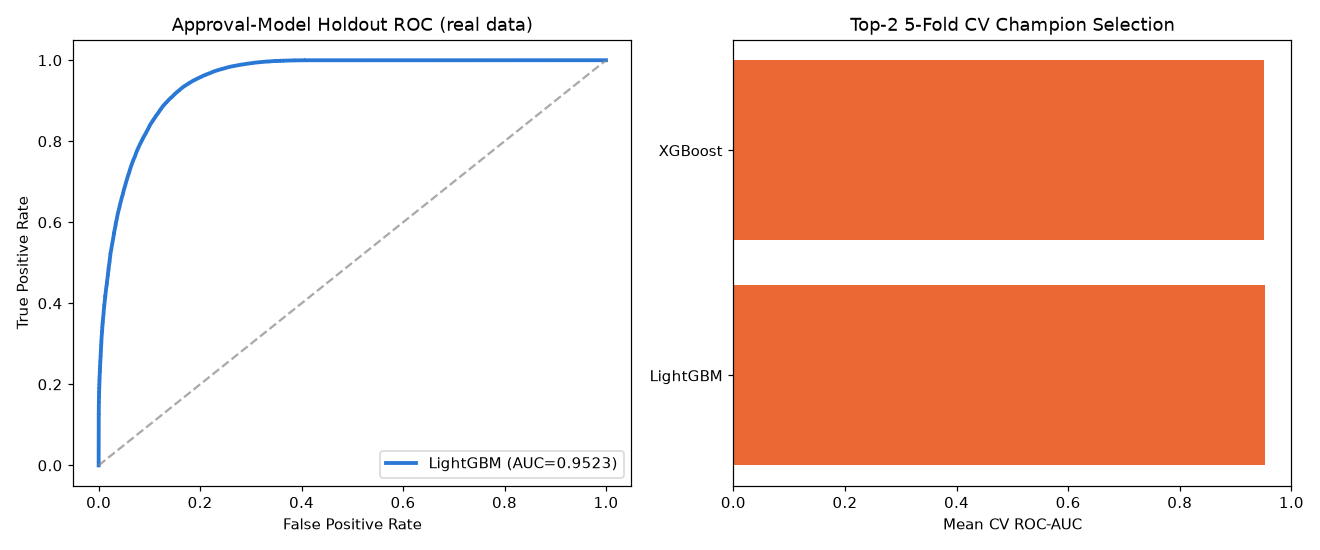 Approval-Model Holdout ROC (real data)
True Positive Rate
1.0
0.8
0.6
0.4
0.2
0.0
0.0 0.2 0.4 0.6 0.8 1.0
False Positive Rate
LightGBM (AUC=0.9523)
Top-2 5-Fold CV Champion Selection
XGBoost
LightGBM
0.0 0.2 0.4 0.6 0.8 1.0
Mean CV ROC-AUC